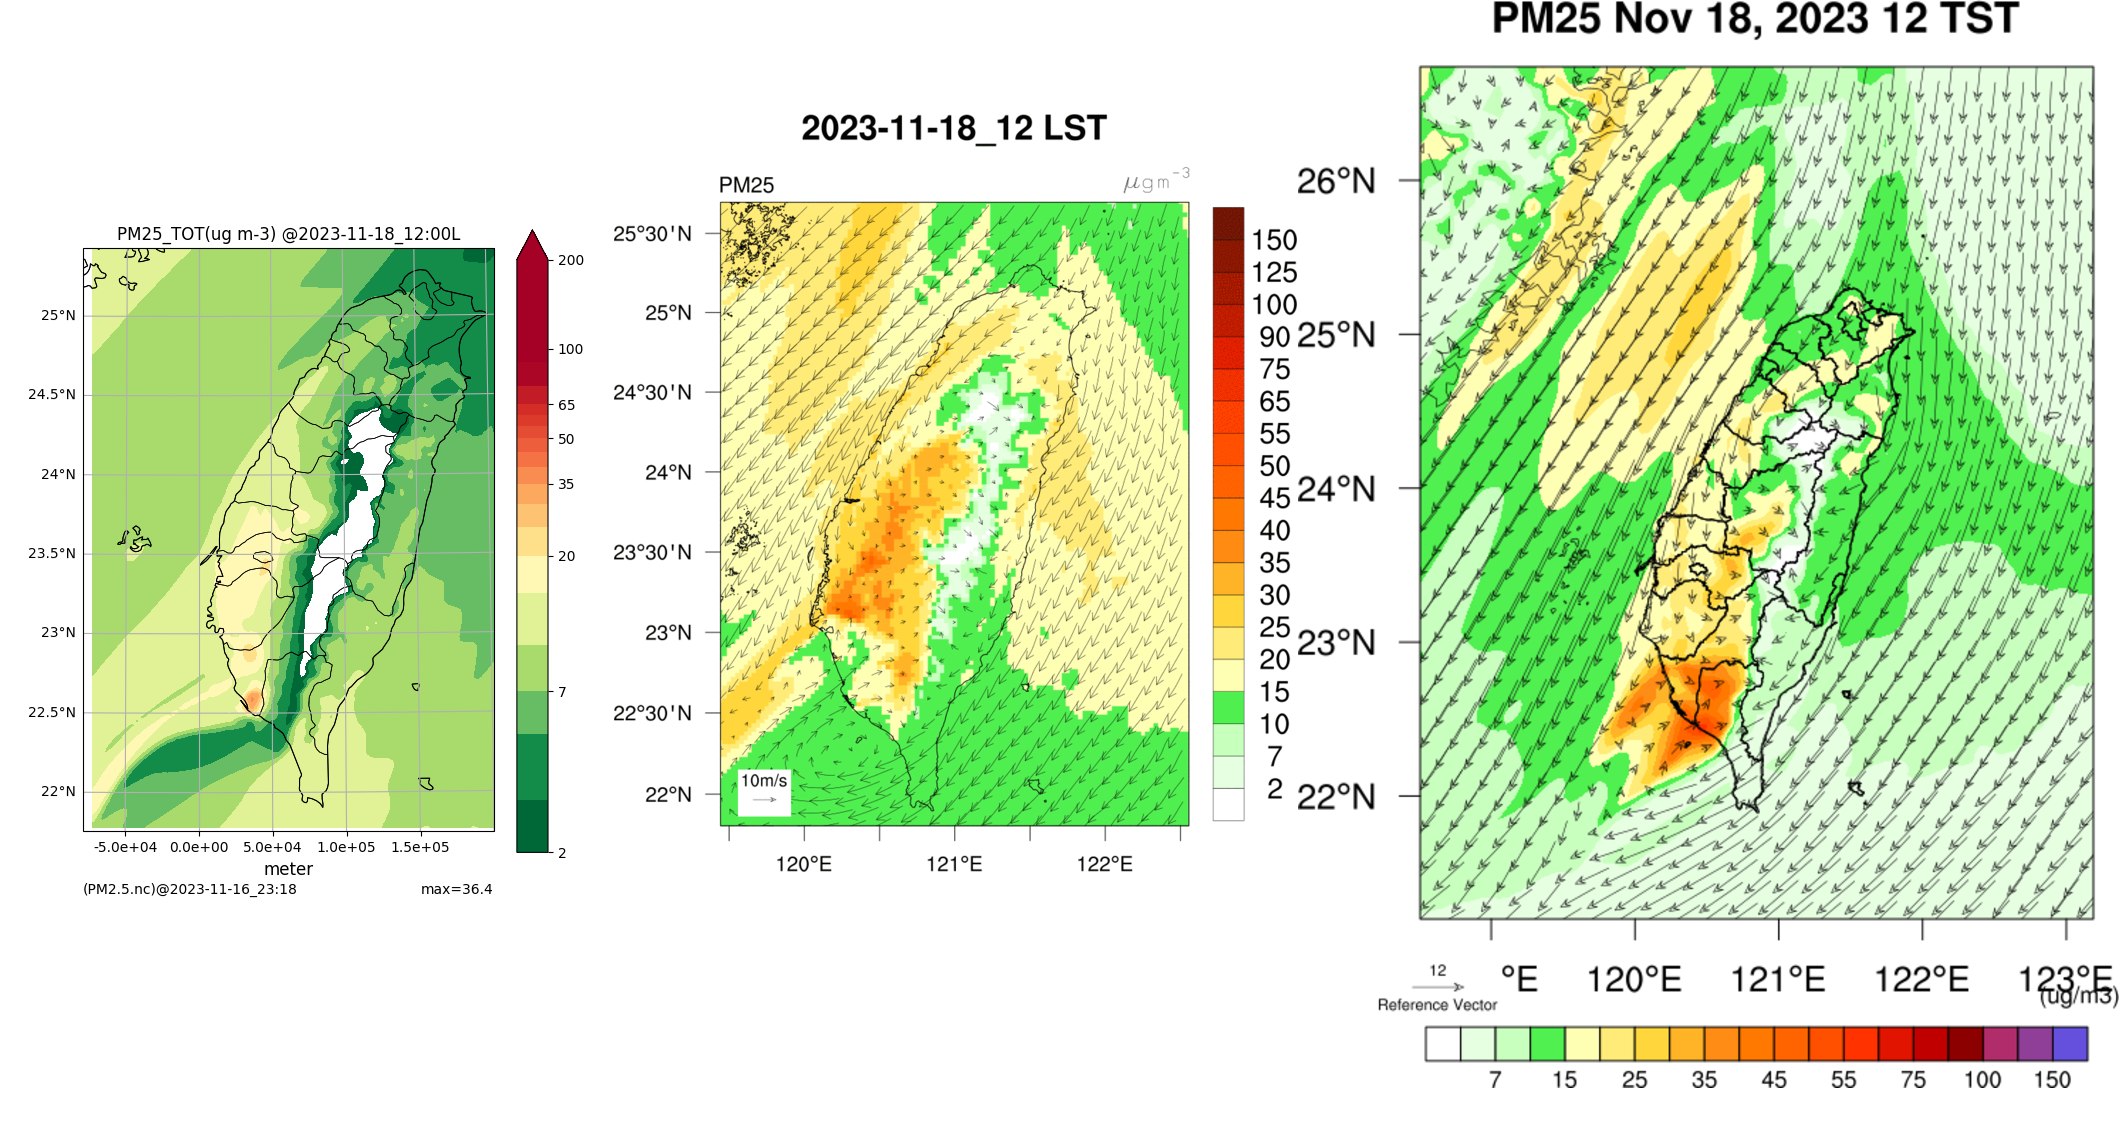 PM25_TOT(ug m-3) @2023-11-18_12:00L
25°N
24.5°N
24°N
23.5°N
23°N
22.5°N
22°N
-5.0e+04 0.0e+00 5.0e+04 1.0e+05 1.5e+05
meter
(PM2.5.nc)@2023-11-16_23:18 max=36.4
200
100
65
50
35
20
7
2
2023-11-18_12 LST
PM25 μgm⁻³
25°30'N
25°N
24°30'N
24°N
23°30'N
23°N
22°30'N
22°N
10m/s
120°E 121°E 122°E
150
125
100
90
75
65
55
50
45
40
35
30
25
20
15
10
7
2
PM25 Nov 18, 2023 12 TST
26°N
25°N
24°N
23°N
22°N
°E 120°E 121°E 122°E 123°E
12
Reference Vector
(ug/m3)
7 15 25 35 45 55 75 100 150